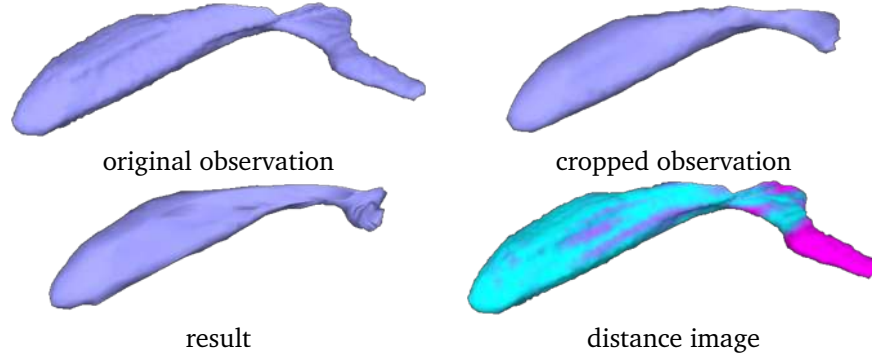 original observation
cropped observation
result
distance image